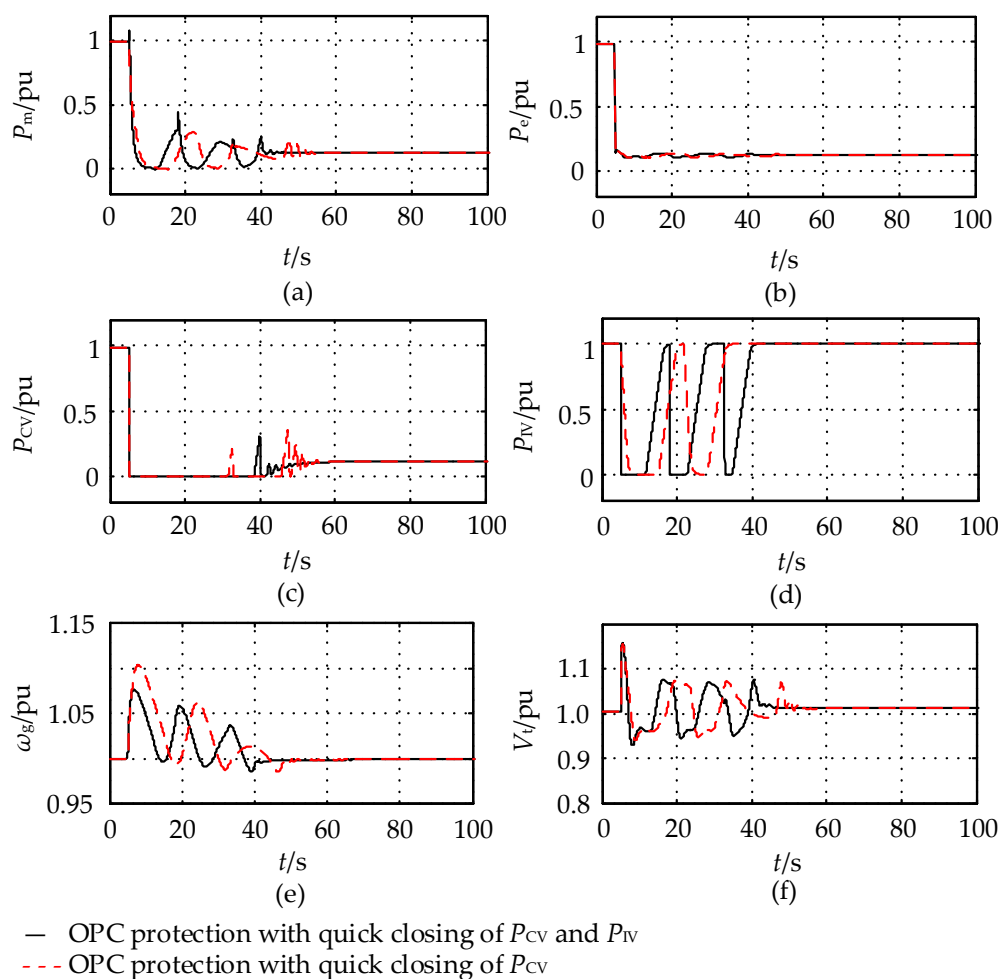 1
0.5
0
Pm/pu
0 20 40 60 80 100
t/s
(a)
1
0.5
0
Pe/pu
0 20 40 60 80 100
t/s
(b)
1
0.5
0
PCV/pu
0 20 40 60 80 100
t/s
(c)
1
0.5
0
PIV/pu
0 20 40 60 80 100
t/s
(d)
1.15
1.10
1.05
1.00
0.95
ωg/pu
0 20 40 60 80 100
t/s
(e)
1.1
1.0
0.9
0.8
Vt/pu
0 20 40 60 80 100
t/s
(f)
OPC protection with quick closing of PCV and PIV
OPC protection with quick closing of PCV